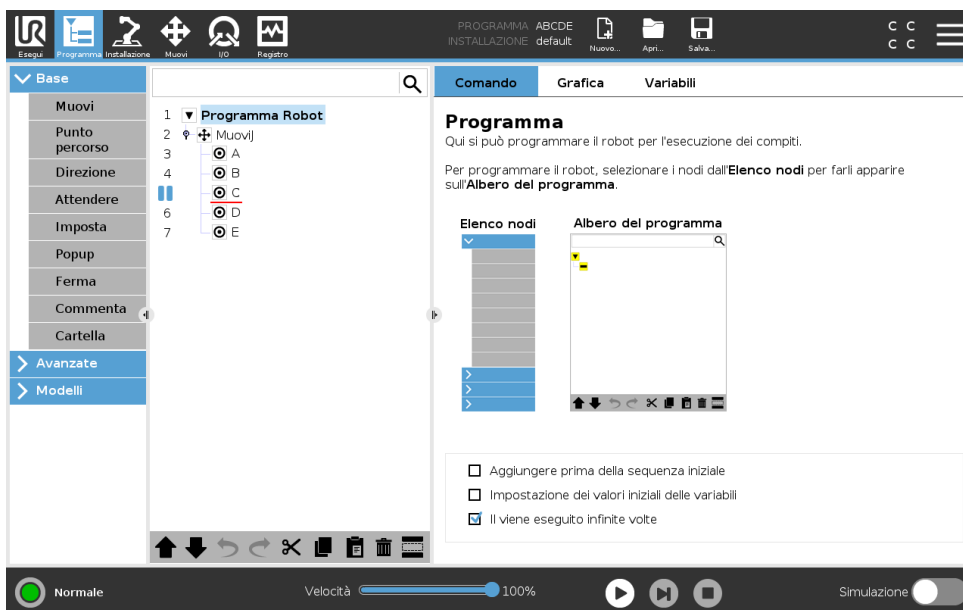 PROGRAMMA ABCDE
INSTALLAZIONE default
Esegui
Programma
Installazione
Muovi
I/O
Registro
Nuovo...
Apri...
Salva...
C C
C C
Base
Muovi
Punto
percorso
Direzione
Attendere
Imposta
Popup
Ferma
Commenta
Cartella
Avanzate
Modelli
1 Programma Robot
2 MuoviJ
3 A
4 B
C
6 D
7 E
Comando
Grafica
Variabili
Programma
Qui si può programmare il robot per l'esecuzione dei compiti.
Per programmare il robot, selezionare i nodi dall'Elenco nodi per farli apparire
sull'Albero del programma.
Elenco nodi
Albero del programma
Aggiungere prima della sequenza iniziale
Impostazione dei valori iniziali delle variabili
Il viene eseguito infinite volte
Normale
Velocità
100%
Simulazione